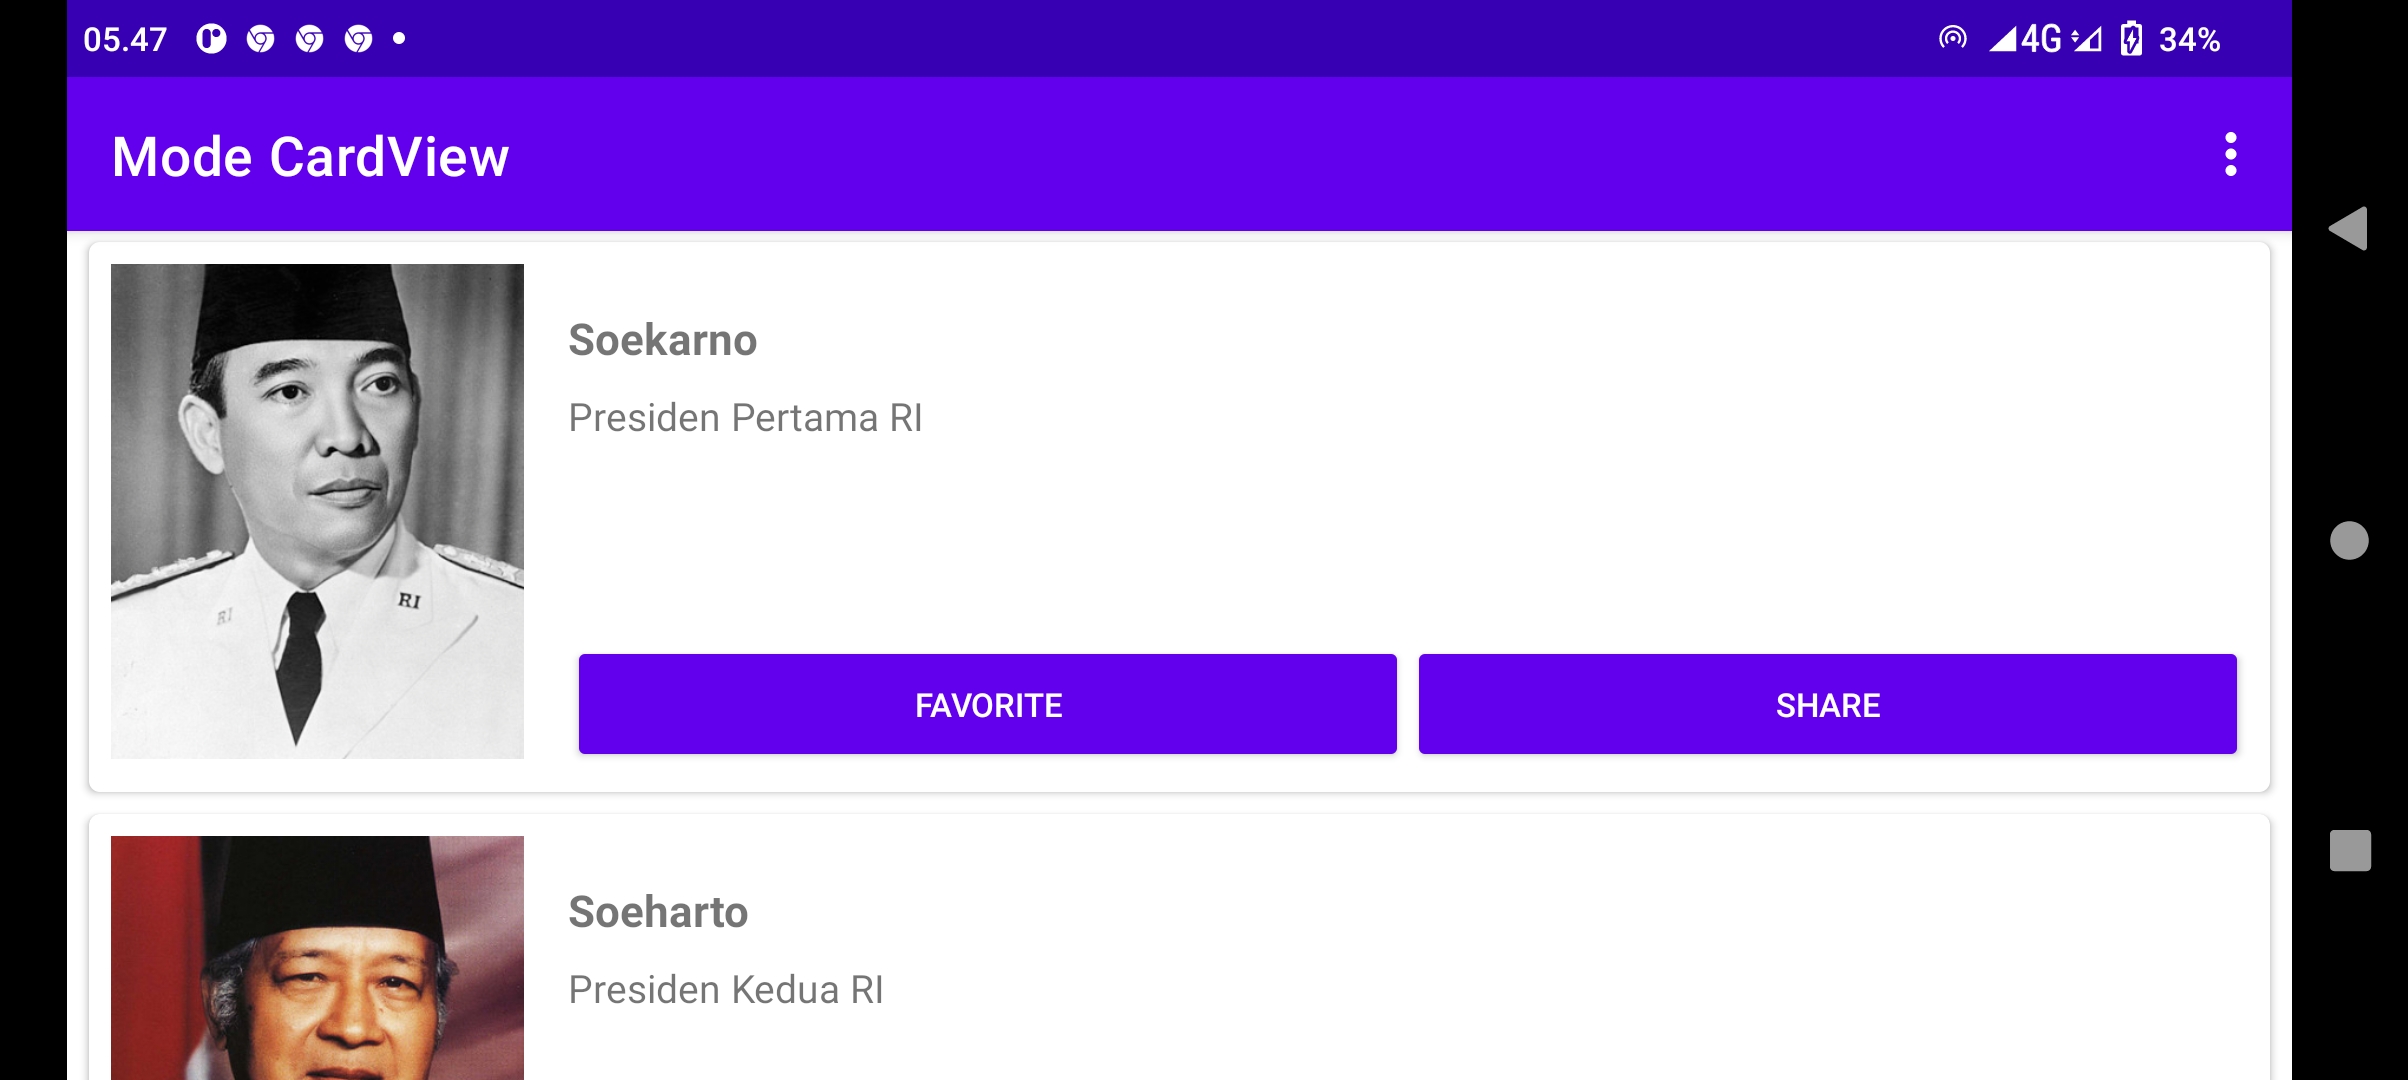 05.47
4G
34%
Mode CardView
Soekarno
Presiden Pertama RI
RI
RI
FAVORITE
SHARE
Soeharto
Presiden Kedua RI